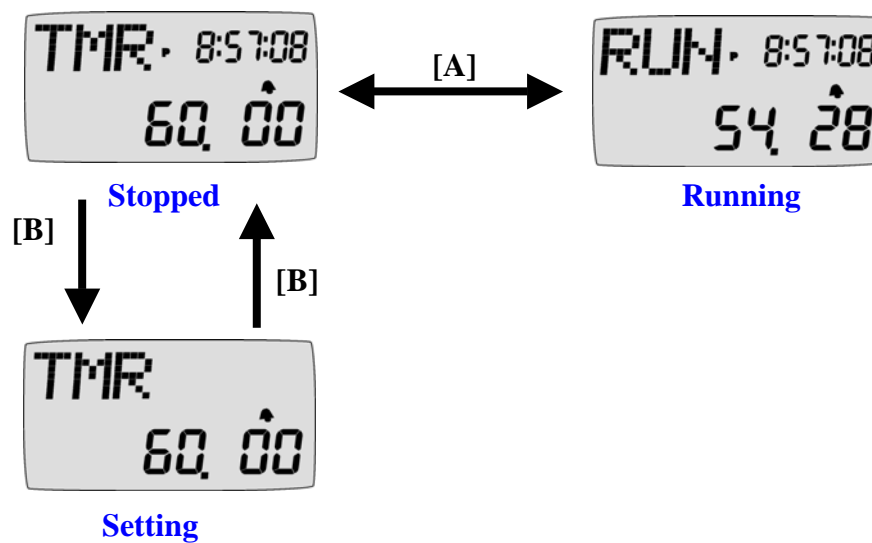 TMR. P 8:57:08
60. 00
Stopped
[A]
RUN. P 8:57:08
54. 28
Running
[B]
[B]
TMR
60. 00
Setting